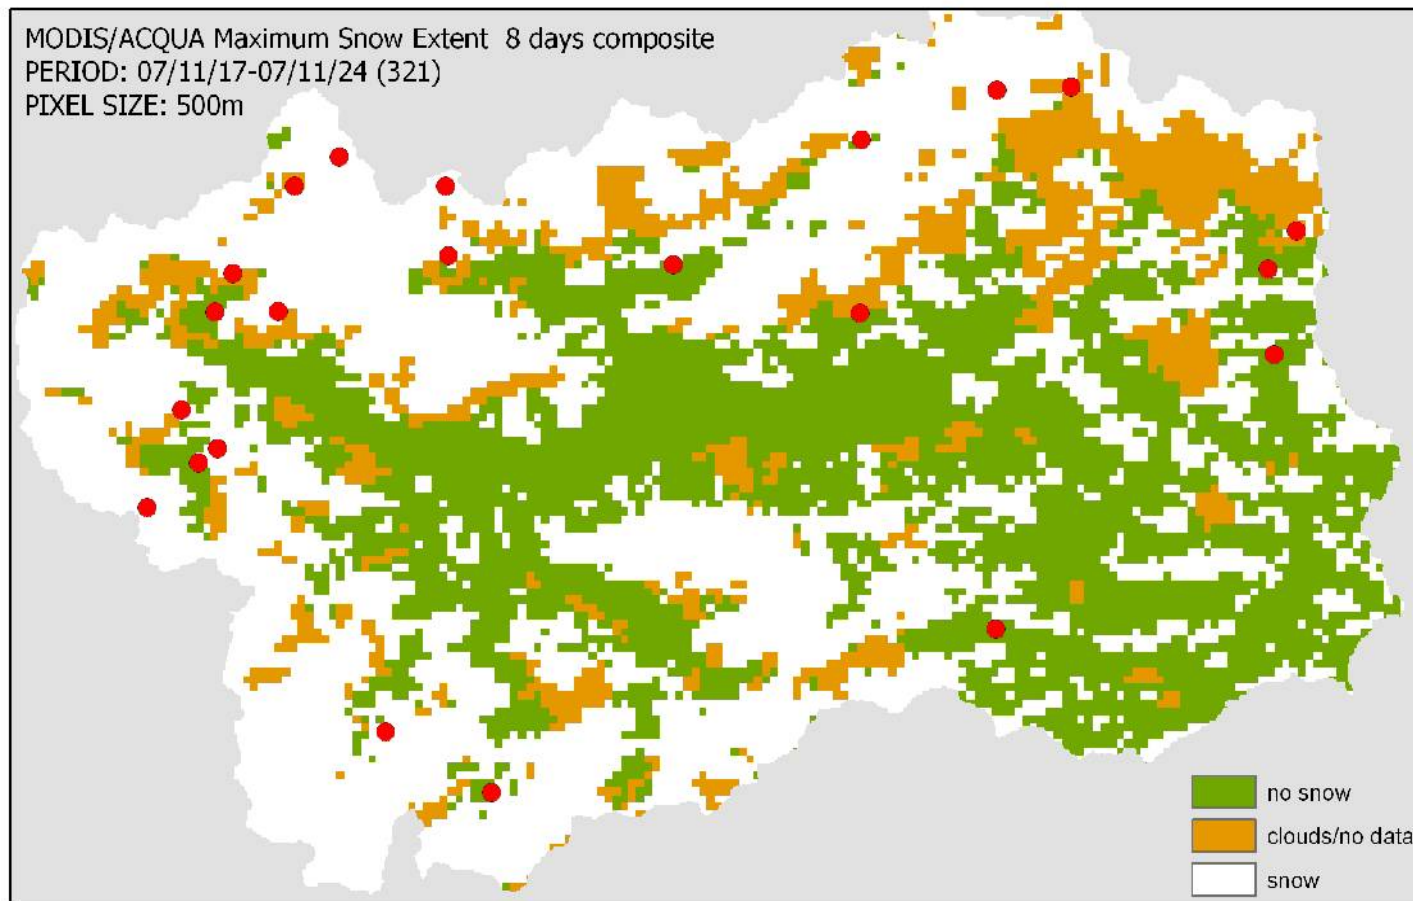 MODIS/ACQUA Maximum Snow Extent 8 days composite
PERIOD: 07/11/17-07/11/24 (321)
PIXEL SIZE: 500m
no snow
clouds/no data
snow